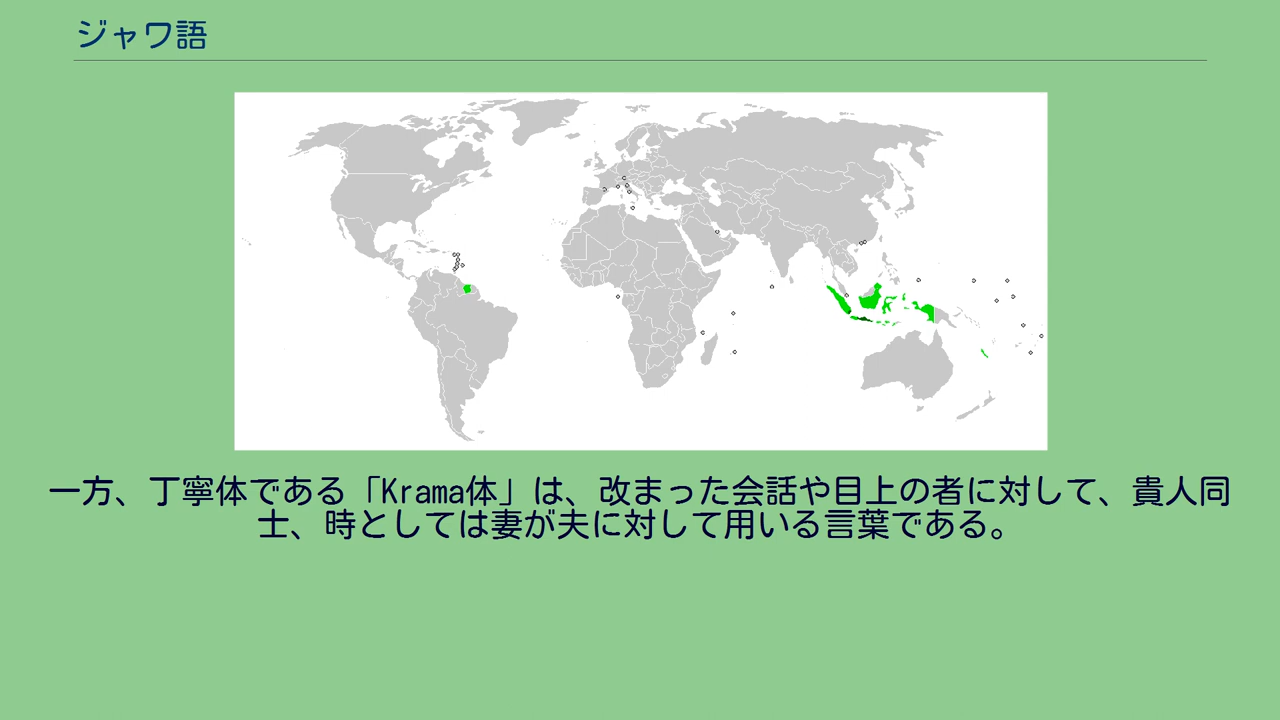 ジャワ語
一方、丁寧体である「Krama体」は、改まった会話や目上の者に対して、貴人同
士、時としては妻が夫に対して用いる言葉である。